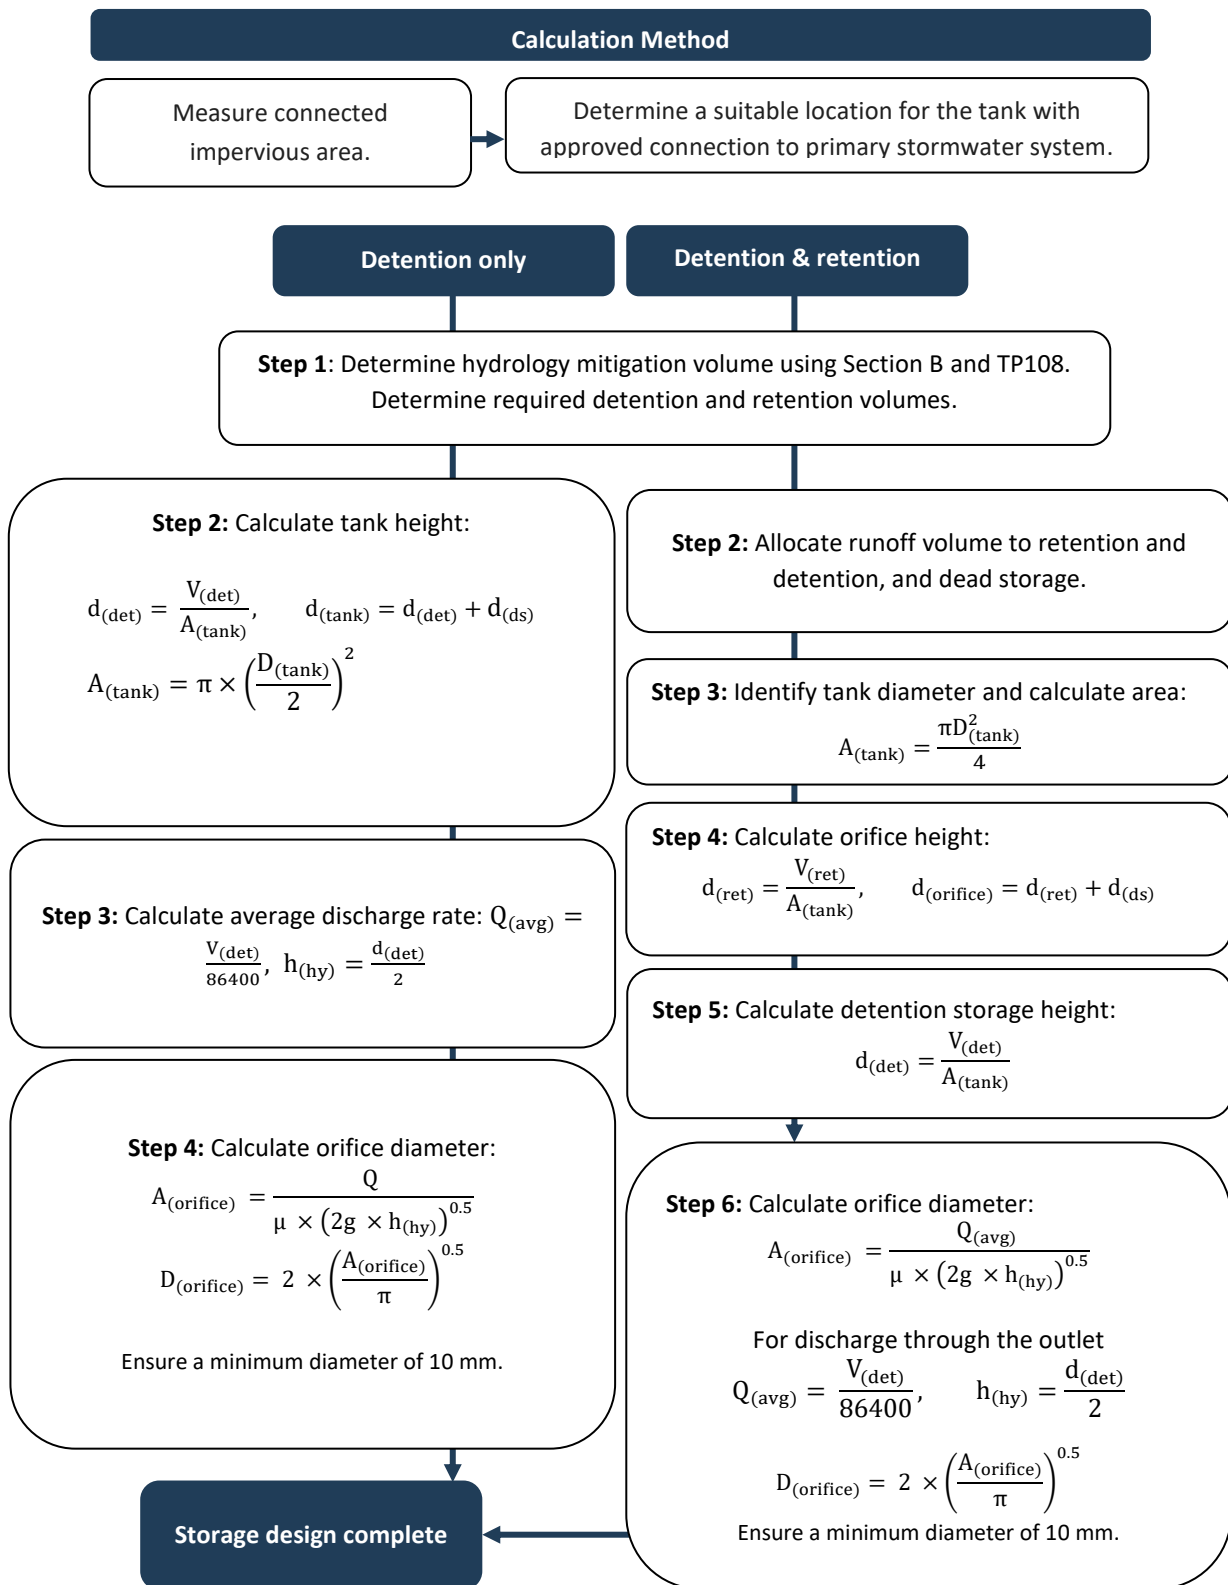 Calculation Method
Measure connected
impervious area.
Determine a suitable location for the tank with
approved connection to primary stormwater system.
Detention only
Detention & retention
Step 1: Determine hydrology mitigation volume using Section B and TP108.
Determine required detention and retention volumes.
Step 2: Calculate tank height:
d(det) = V(det)/A(tank), d(tank) = d(det) + d(ds)
A(tank) = π × (D(tank)/2)²
Step 3: Calculate average discharge rate: Q(avg) =
V(det)/86400, h(hy) = d(det)/2
Step 4: Calculate orifice diameter:
A(orifice) = Q/(μ × (2g × h(hy))^0.5)
D(orifice) = 2 × (A(orifice)/π)^0.5
Ensure a minimum diameter of 10 mm.
Step 2: Allocate runoff volume to retention and
detention, and dead storage.
Step 3: Identify tank diameter and calculate area:
A(tank) = πD²(tank)/4
Step 4: Calculate orifice height:
d(ret) = V(ret)/A(tank), d(orifice) = d(ret) + d(ds)
Step 5: Calculate detention storage height:
d(det) = V(det)/A(tank)
Step 6: Calculate orifice diameter:
A(orifice) = Q(avg)/(μ × (2g × h(hy))^0.5)
For discharge through the outlet
Q(avg) = V(det)/86400, h(hy) = d(det)/2
D(orifice) = 2 × (A(orifice)/π)^0.5
Ensure a minimum diameter of 10 mm.
Storage design complete